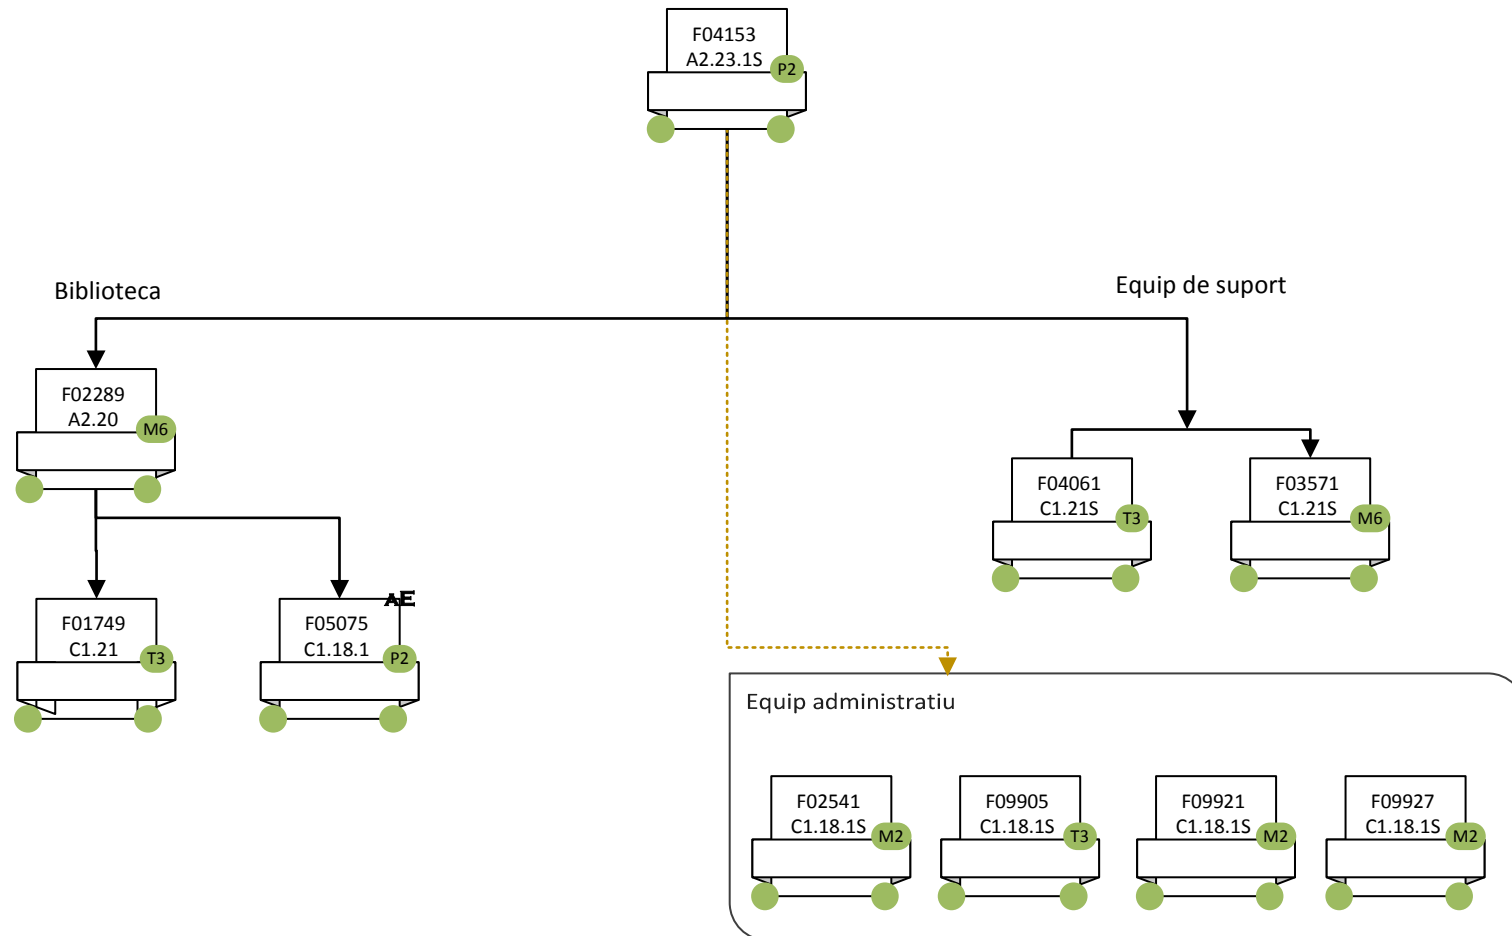 F04153
A2.23.1S
P2
Biblioteca
Equip de suport
F02289
A2.20
M6
F04061
C1.21S
T3
F03571
C1.21S
M6
F01749
C1.21
T3
AE
F05075
C1.18.1
P2
Equip administratiu
F02541
C1.18.1S
M2
F09905
C1.18.1S
T3
F09921
C1.18.1S
M2
F09927
C1.18.1S
M2